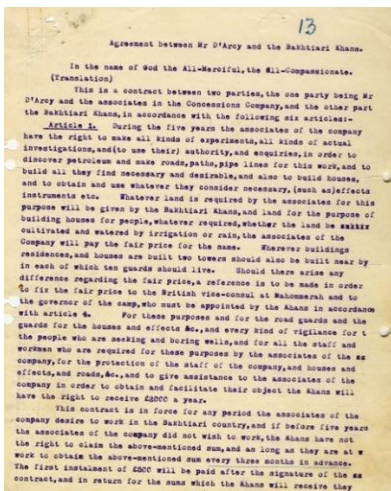 13
Agreement between Mr D'Arcy and the Bakhtiari Khans.
In the name of God the All-Merciful, the All-Compassionate.
(Translation)
This is a contract between two parties, the one party being Mr
D'Arcy and the associates in the Concessions Company, and the other part
the Bakhtiari Khans, in accordance with the following six articles:-
Article 1. During the five years the associates of the company
have the right to make all kinds of experiments, all kinds of actual
investigations, and (to use their) authority, and enquiries, in order to
discover petroleum and make roads, paths, pipe lines for this work, and to
build all they find necessary and desirable, and also to build houses,
and to obtain and use whatever they consider necessary, (such as) effects
instruments etc. Whatever land is required by the associates for this
purpose will be given by the Bakhtiari Khans, and land for the purpose of
building houses for people, whatever required, whether the land be
cultivated and watered by irrigation or rain, the associates of the
Company will pay the fair price for the same. Wherever buildings
residences, and houses are built two towers should also be built near by
in each of which ten guards should live. Should there arise any
difference regarding the fair price, a reference is to be made in order
to fix the fair price to the British vice-consul at Mohommerah and to
the governor of the camp, who must be appointed by the Khans in accordance
with article 4. For these purposes and for the road guards and the
guards for the houses and effects &c., and every kind of vigilance for t
the people who are seeking and boring wells, and for all the staff and
workmen who are required for these purposes by the associates of the
company, for the protection of the staff of the company, and houses and
effects, and roads, &c., and to give assistance to the associates of the
company in order to obtain and facilitate their object the Khans will
have the right to receive £2000 a year.
This contract is in force for any period the associates of the
company desire to work in the Bakhtiari country, and if before five years
the associates of the company did not wish to work, the Khans have not
the right to claim the above-mentioned sum, and as long as they are at w
work to obtain the above-mentioned sum every three months in advance.
The first instalment of £500 will be paid after the signature of the
contract, and in return for the sums which the Khans will receive they